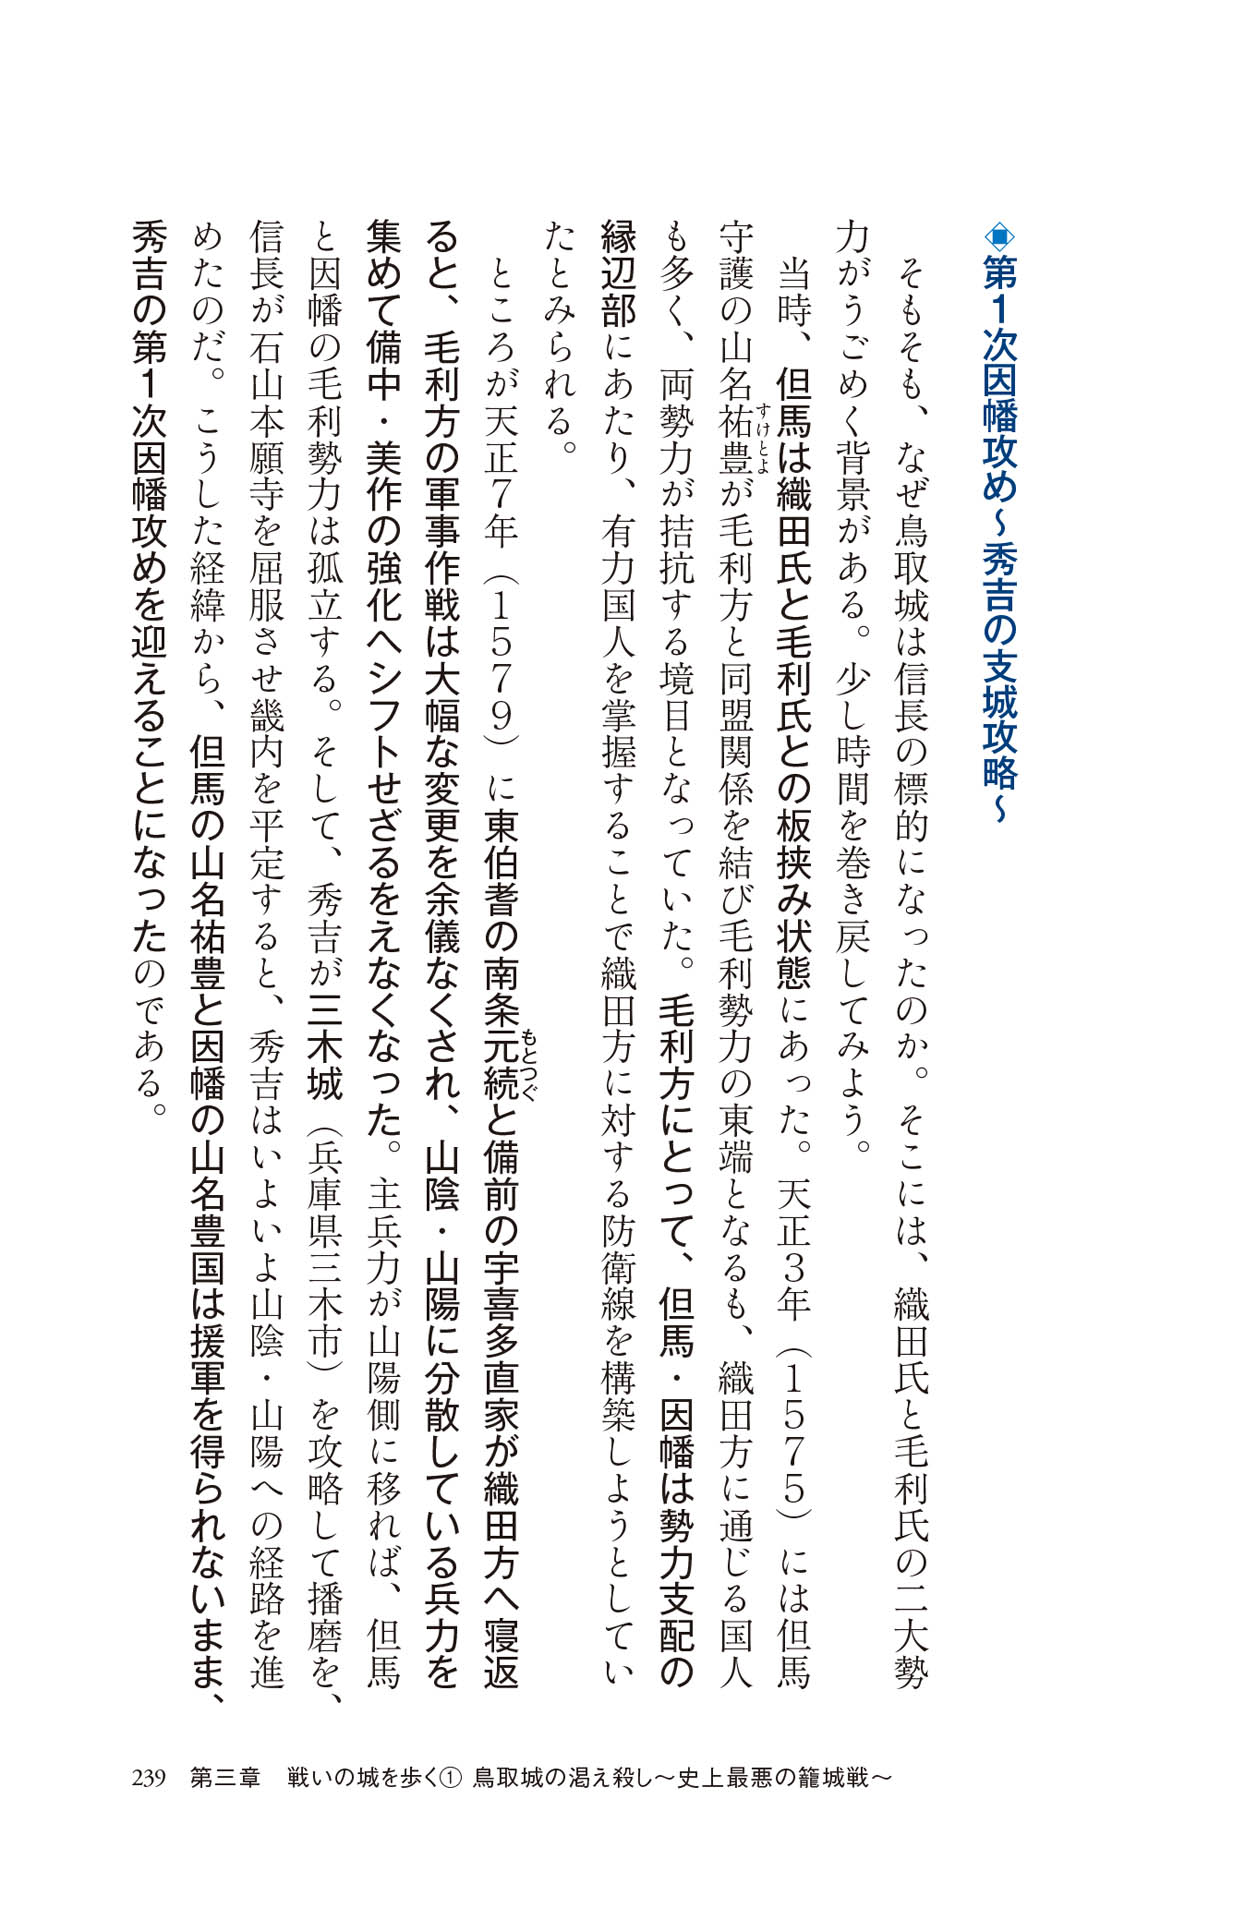 ◈第1次因幡攻め～秀吉の支城攻略～
そもそも、なぜ鳥取城は信長の標的になったのか。そこには、織田氏と毛利氏の二大勢
力がうごめく背景がある。少し時間を巻き戻してみよう。
当時、但馬は織田氏と毛利氏との板挟み状態にあった。天正3年（1575）には但馬
守護の山名祐豊が毛利方と同盟関係を結び毛利勢力の東端となるも、織田方に通じる国人
すけとよ
も多く、両勢力が拮抗する境目となっていた。毛利方にとって、但馬・因幡は勢力支配の
縁辺部にあたり、有力国人を掌握することで織田方に対する防衛線を構築しようとしてい
たとみられる。
ところが天正7年（1579）に東伯耆の南条元続と備前の宇喜多直家が織田方へ寝返
もとつぐ
ると、毛利方の軍事作戦は大幅な変更を余儀なくされ、山陰・山陽に分散している兵力を
集めて備中・美作の強化へシフトせざるをえなくなった。主兵力が山陽側に移れば、但馬
と因幡の毛利勢力は孤立する。そして、秀吉が三木城（兵庫県三木市）を攻略して播磨を、
信長が石山本願寺を屈服させ畿内を平定すると、秀吉はいよいよ山陰・山陽への経路を進
めたのだ。こうした経緯から、但馬の山名祐豊と因幡の山名豊国は援軍を得られないまま、
秀吉の第1次因幡攻めを迎えることになったのである。
239　第三章　戦いの城を歩く① 鳥取城の渇え殺し～史上最悪の籠城戦～